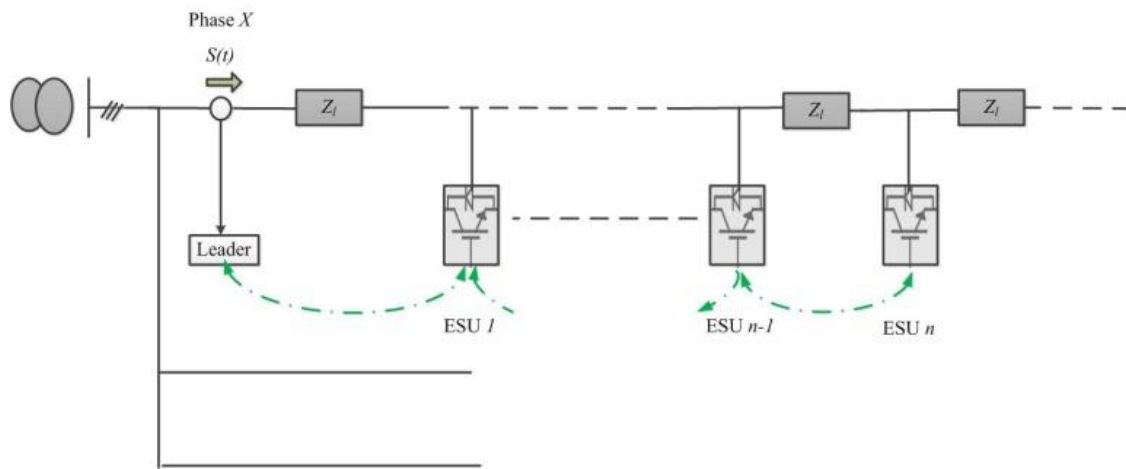 Phase X
S(t)
Z_l
Z_l
Z_l
Leader
ESU 1
ESU n-1
ESU n